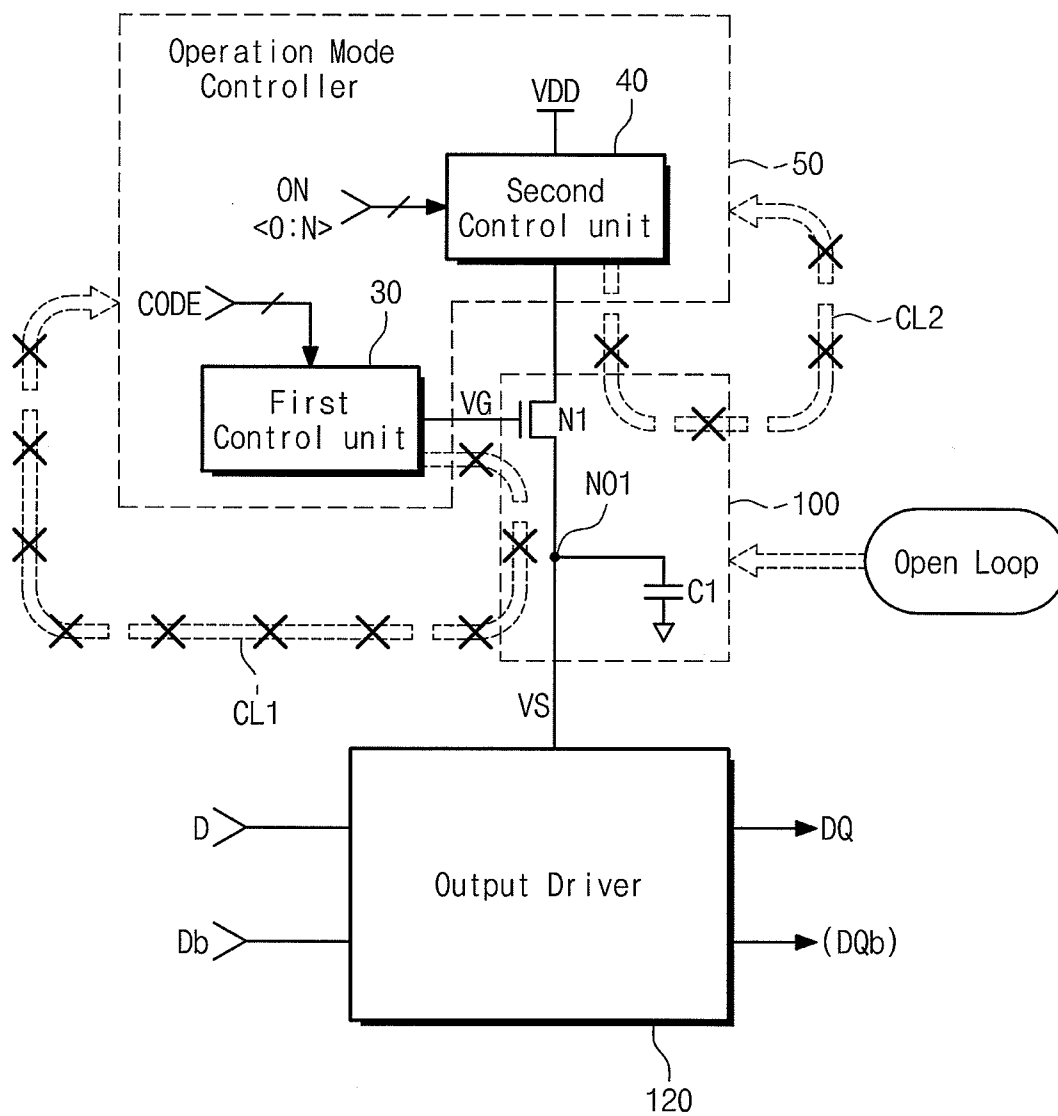 Operation Mode
Controller
40
VDD
50
ON
<0:N>
Second
Control unit
CODE
30
CL2
First
Control unit
VG
N1
NO1
100
C1
Open Loop
CL1
VS
D
DQ
Output Driver
Db
(DQb)
120